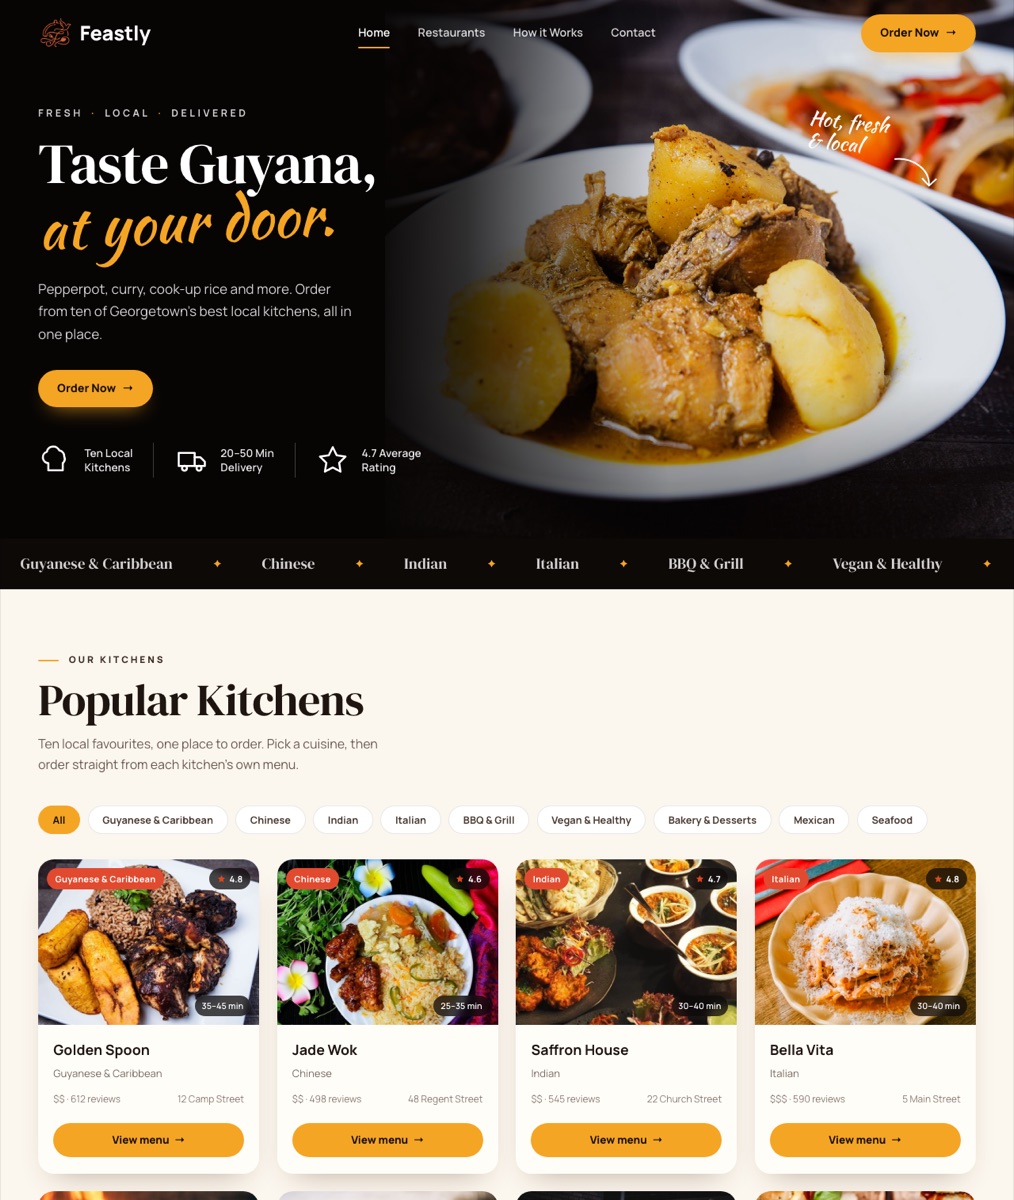 Feastly
Home
Restaurants
How it Works
Contact
Order Now →
FRESH · LOCAL · DELIVERED
Taste Guyana,
at your door.
Hot, fresh
& local
Pepperpot, curry, cook-up rice and more. Order
from ten of Georgetown's best local kitchens, all in
one place.
Order Now →
Ten Local
Kitchens
20–50 Min
Delivery
4.7 Average
Rating
Guyanese & Caribbean ✦ Chinese ✦ Indian ✦ Italian ✦ BBQ & Grill ✦ Vegan & Healthy ✦
OUR KITCHENS
Popular Kitchens
Ten local favourites, one place to order. Pick a cuisine, then
order straight from each kitchen's own menu.
All
Guyanese & Caribbean
Chinese
Indian
Italian
BBQ & Grill
Vegan & Healthy
Bakery & Desserts
Mexican
Seafood
Guyanese & Caribbean
★ 4.8
35–45 min
Golden Spoon
Guyanese & Caribbean
$$ · 612 reviews
12 Camp Street
View menu →
Chinese
★ 4.6
25–35 min
Jade Wok
Chinese
$$ · 498 reviews
48 Regent Street
View menu →
Indian
★ 4.7
30–40 min
Saffron House
Indian
$$ · 545 reviews
22 Church Street
View menu →
Italian
★ 4.8
30–40 min
Bella Vita
Italian
$$$ · 590 reviews
5 Main Street
View menu →